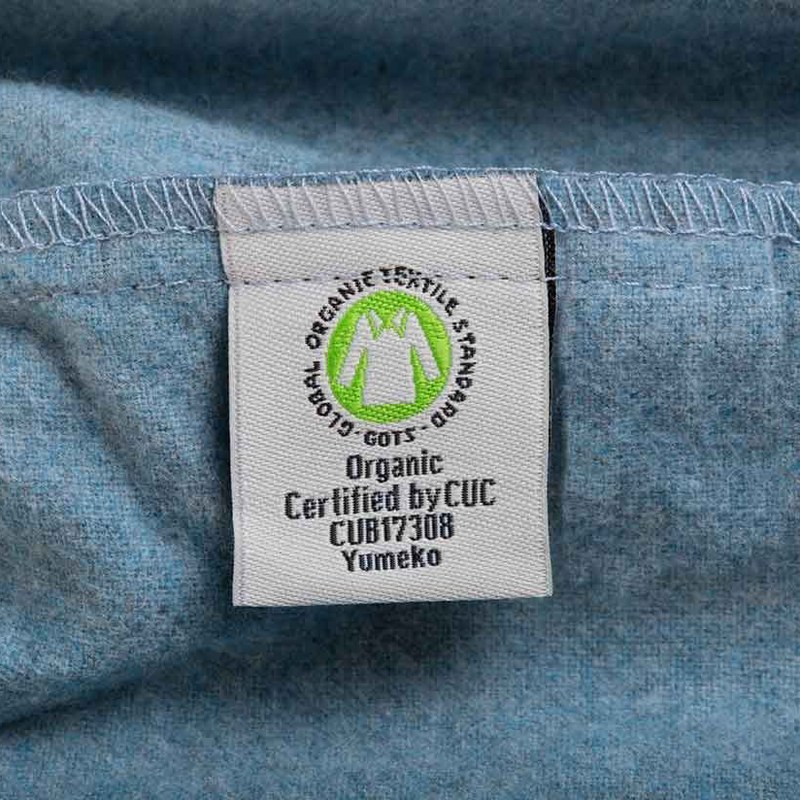 GLOBAL ORGANIC TEXTILE STANDARD
· GOTS ·
Organic
Certified by CUC
CUB17308
Yumeko